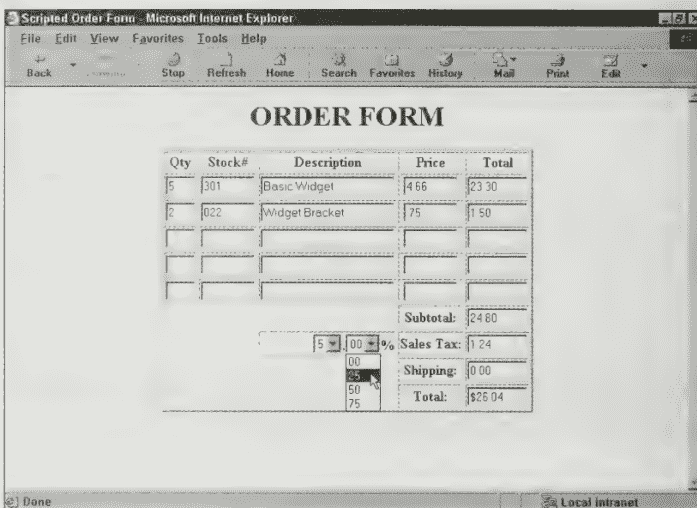 Scripted Order Form - Microsoft Internet Explorer
File Edit View Favorites Tools Help
Back Stop Refresh Home Search Favorites History Mail Print Edit
ORDER FORM
Qty Stock# Description Price Total
5 301 Basic Widget 4.66 23.30
2 022 Widget Bracket .75 1.50
Subtotal: 24.80
5 . 00 % Sales Tax: 1.24
00
25 Shipping: 0.00
50 Total: $26.04
75
Done Local intranet